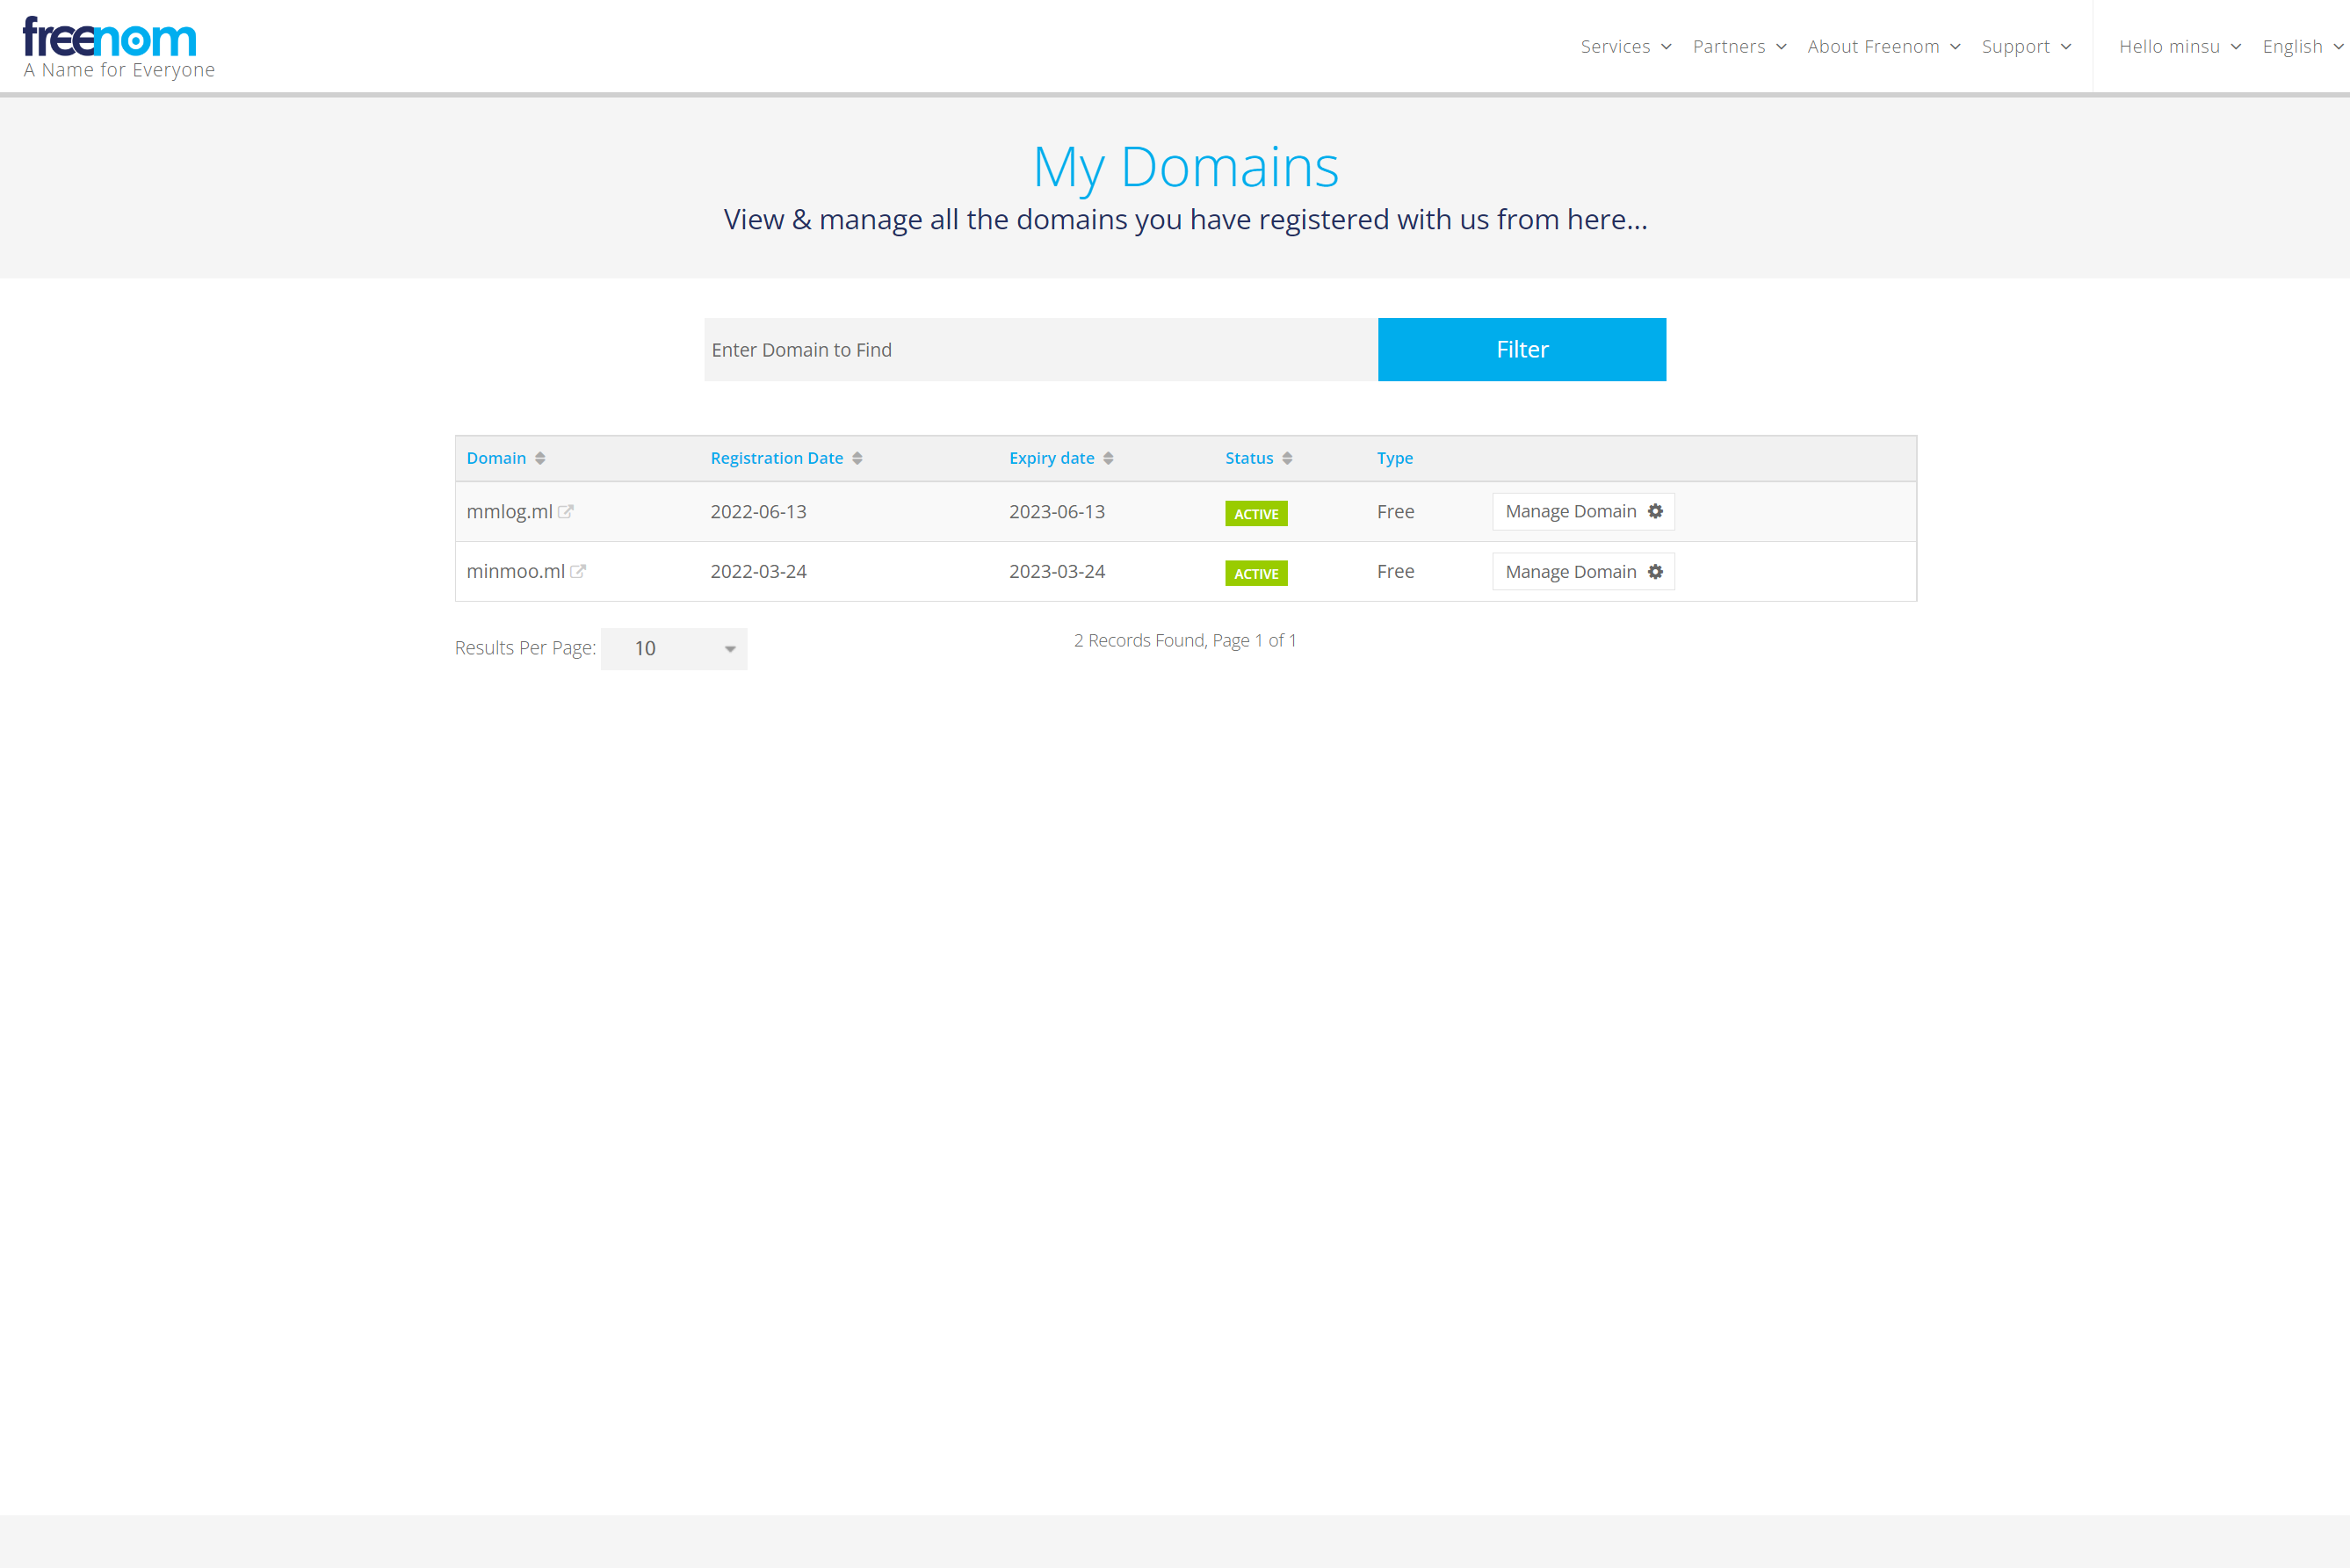 freenom
A Name for Everyone
Services Partners About Freenom Support Hello minsu English
My Domains
View & manage all the domains you have registered with us from here...
Enter Domain to Find Filter
Domain Registration Date Expiry date Status Type
mmlog.ml 2022-06-13 2023-06-13 ACTIVE Free Manage Domain
minmoo.ml 2022-03-24 2023-03-24 ACTIVE Free Manage Domain
Results Per Page: 10 2 Records Found, Page 1 of 1